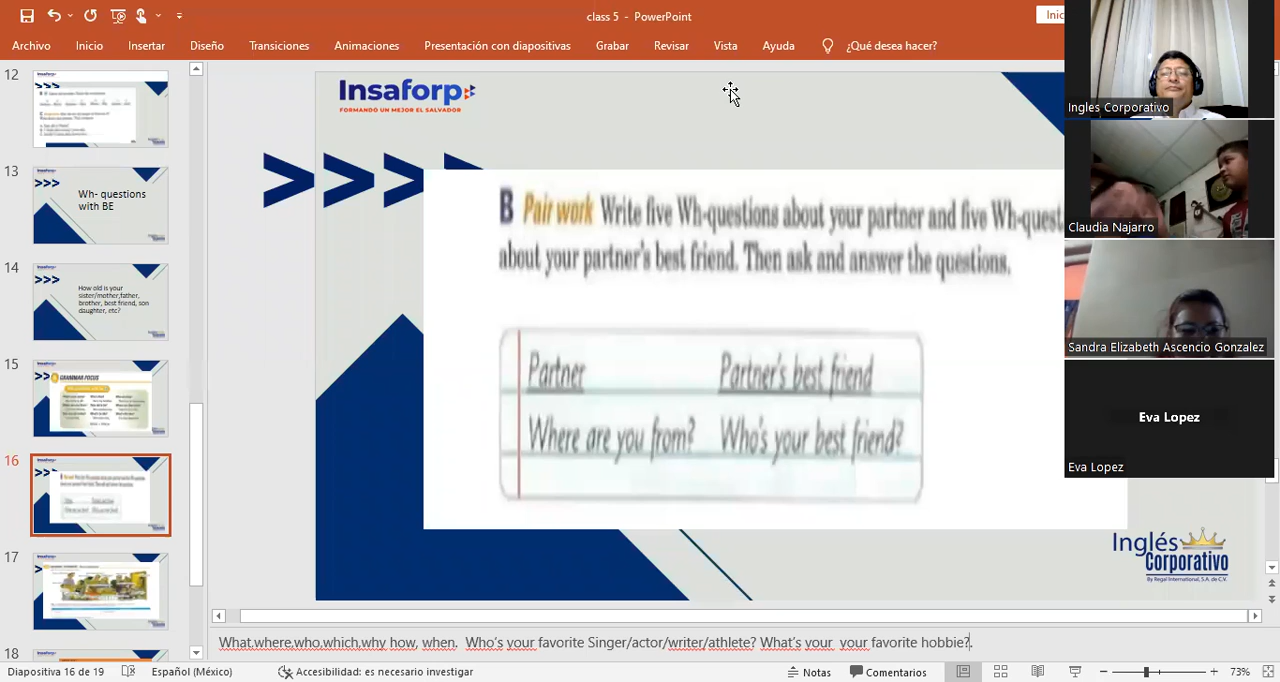 class 5 - PowerPoint
Inic
Archivo Inicio Insertar Diseño Transiciones Animaciones Presentación con diapositivas Grabar Revisar Vista Ayuda ¿Qué desea hacer?
12
13
Wh- questions
with BE
14
How old is your
sister/mother,father,
brother, best friend, son
daughter, etc?
15
GRAMMAR FOCUS
16
17
18
Insaforp
FORMANDO UN MEJOR EL SALVADOR
B Pair work Write five Wh-questions about your partner and five Wh-quest
about your partner's best friend. Then ask and answer the questions.
Partner Partner's best friend
Where are you from? Who's your best friend?
Inglés
Corporativo
By Regal International, S.A. de C.V.
Ingles Corporativo
Claudia Najarro
Sandra Elizabeth Ascencio Gonzalez
Eva Lopez
Eva Lopez
What,where,who,which,why how, when. Who's your favorite Singer/actor/writer/athlete? What's your your favorite hobbie?.
Diapositiva 16 de 19 Español (México) Accesibilidad: es necesario investigar Notas Comentarios 73%